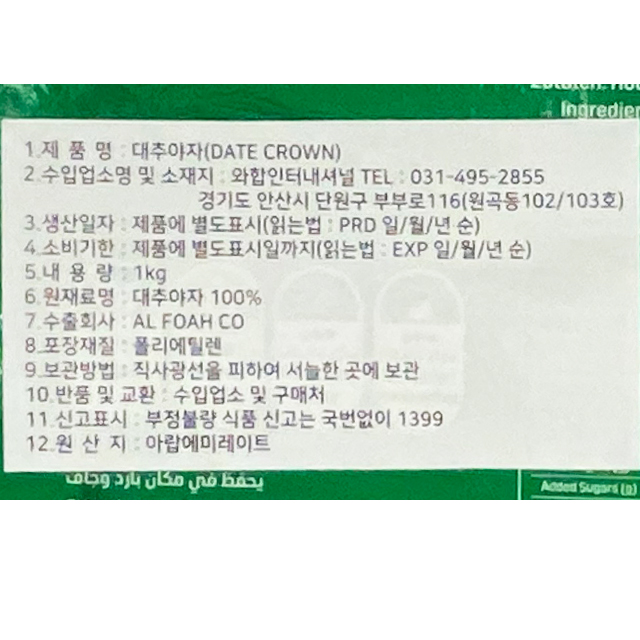 Ingredien
1.제 품 명 : 대추야자(DATE CROWN)
2.수입업소명 및 소재지 : 와합인터내셔널 TEL : 031-495-2855
경기도 안산시 단원구 부부로116(원곡동102/103호)
3.생산일자 : 제품에 별도표시(읽는법 : PRD 일/월/년 순)
4.소비기한 : 제품에 별도표시일까지(읽는법 : EXP 일/월/년 순)
5.내 용 량 : 1kg
6.원재료명 : 대추야자 100%
7.수출회사 : AL FOAH CO
8.포장재질 : 폴리에틸렌
9.보관방법 : 직사광선을 피하여 서늘한 곳에 보관
10.반품 및 교환 : 수입업소 및 구매처
11.신고표시 : 부정불량 식품 신고는 국번없이 1399
12.원 산 지 : 아랍에미레이트
يحفظ في مكان بارد وجاف
Added Sugars (g)